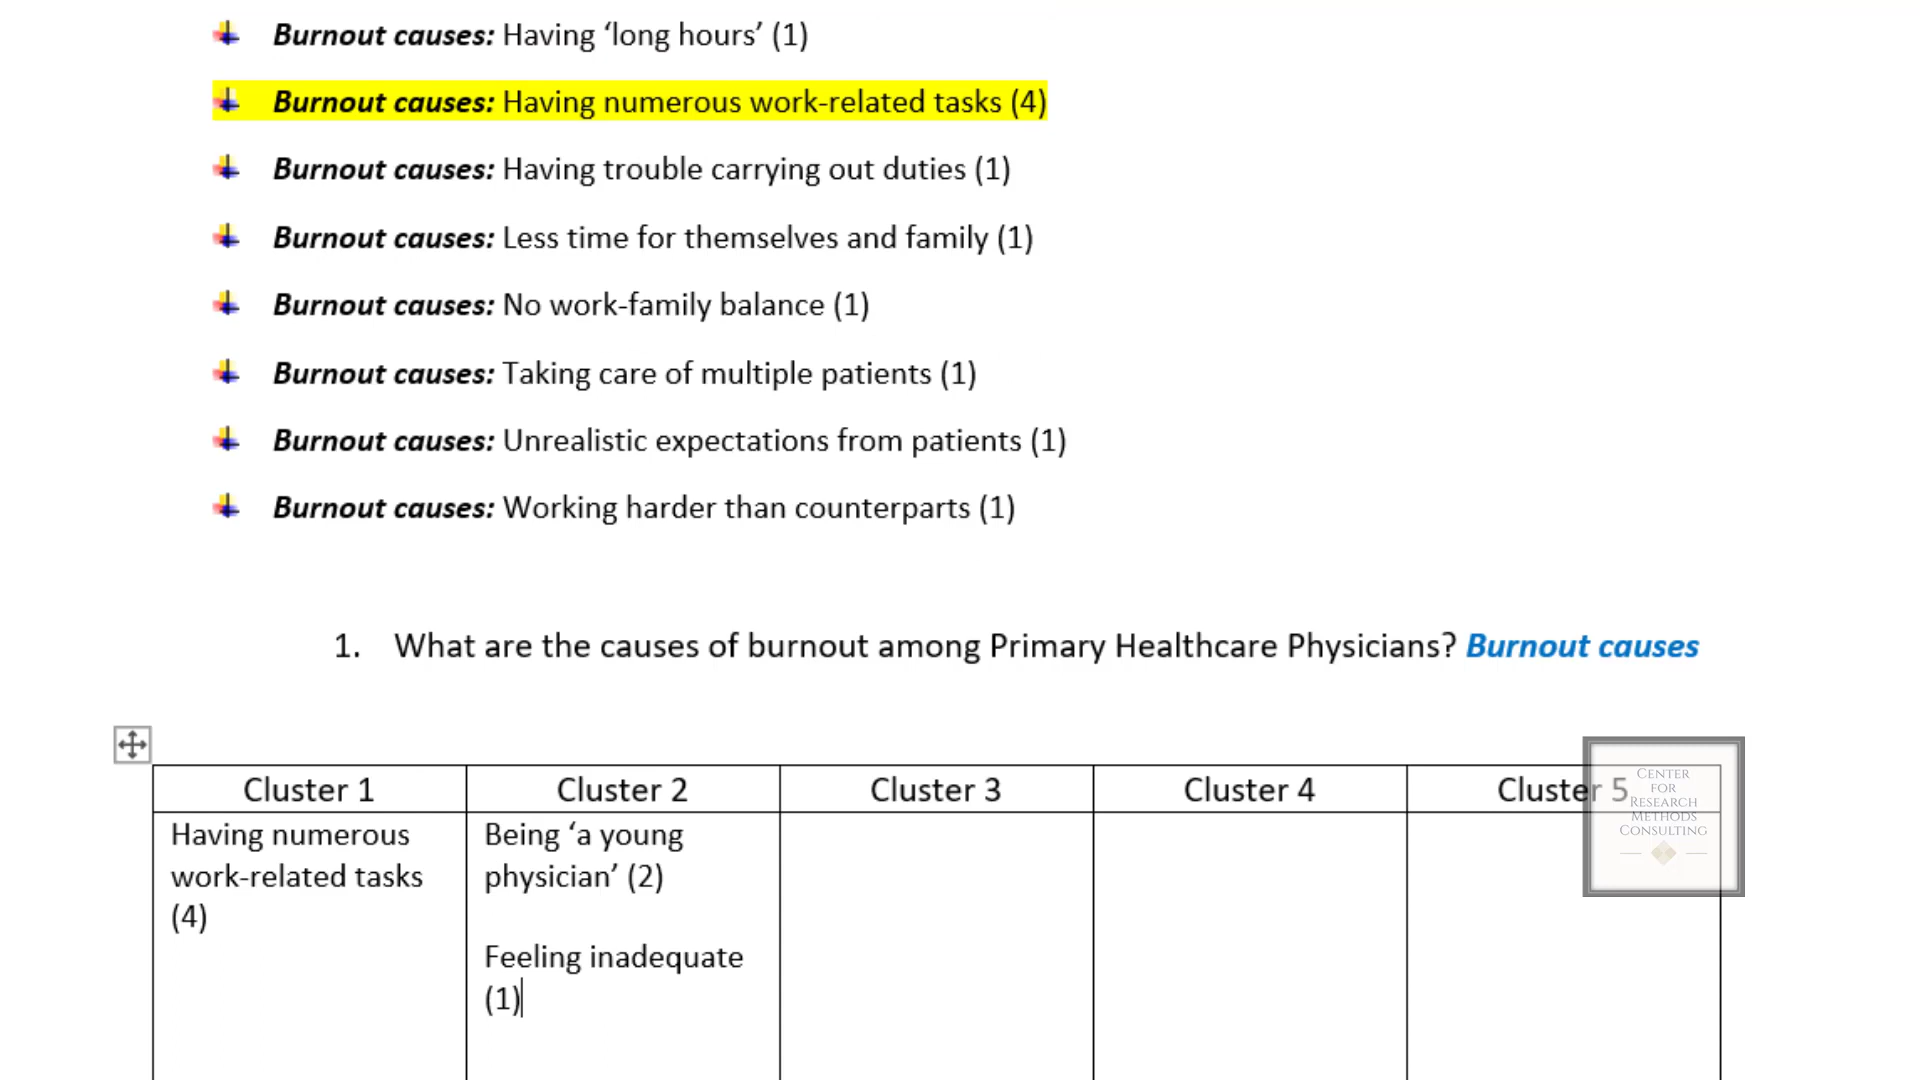 Burnout causes: Having ‘long hours’ (1)
Burnout causes: Having numerous work-related tasks (4)
Burnout causes: Having trouble carrying out duties (1)
Burnout causes: Less time for themselves and family (1)
Burnout causes: No work-family balance (1)
Burnout causes: Taking care of multiple patients (1)
Burnout causes: Unrealistic expectations from patients (1)
Burnout causes: Working harder than counterparts (1)
1. What are the causes of burnout among Primary Healthcare Physicians? Burnout causes
Cluster 1
Cluster 2
Cluster 3
Cluster 4
Cluster 5
Having numerous
work-related tasks
(4)
Being ‘a young
physician’ (2)
Feeling inadequate
(1)
CENTER
FOR
RESEARCH
METHODS
CONSULTING